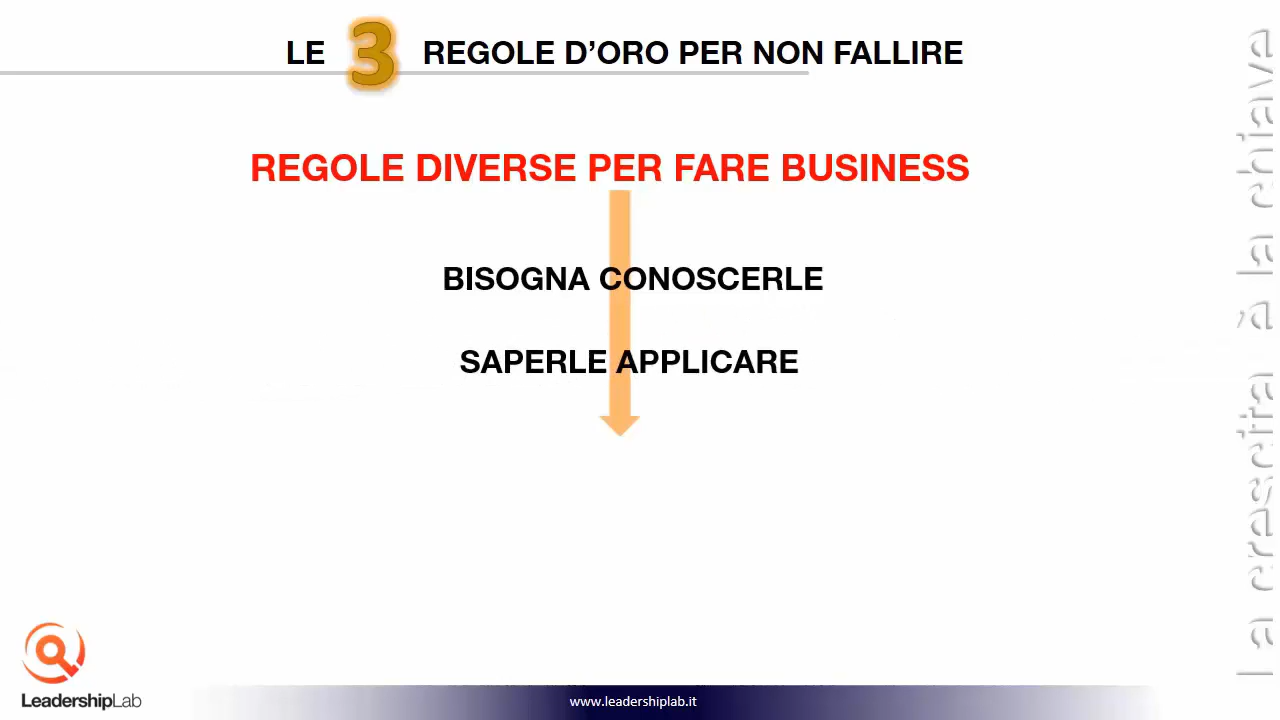 LE 3 REGOLE D'ORO PER NON FALLIRE
REGOLE DIVERSE PER FARE BUSINESS
BISOGNA CONOSCERLE
SAPERLE APPLICARE
La crescita è la chiave
LeadershipLab
www.leadershiplab.it